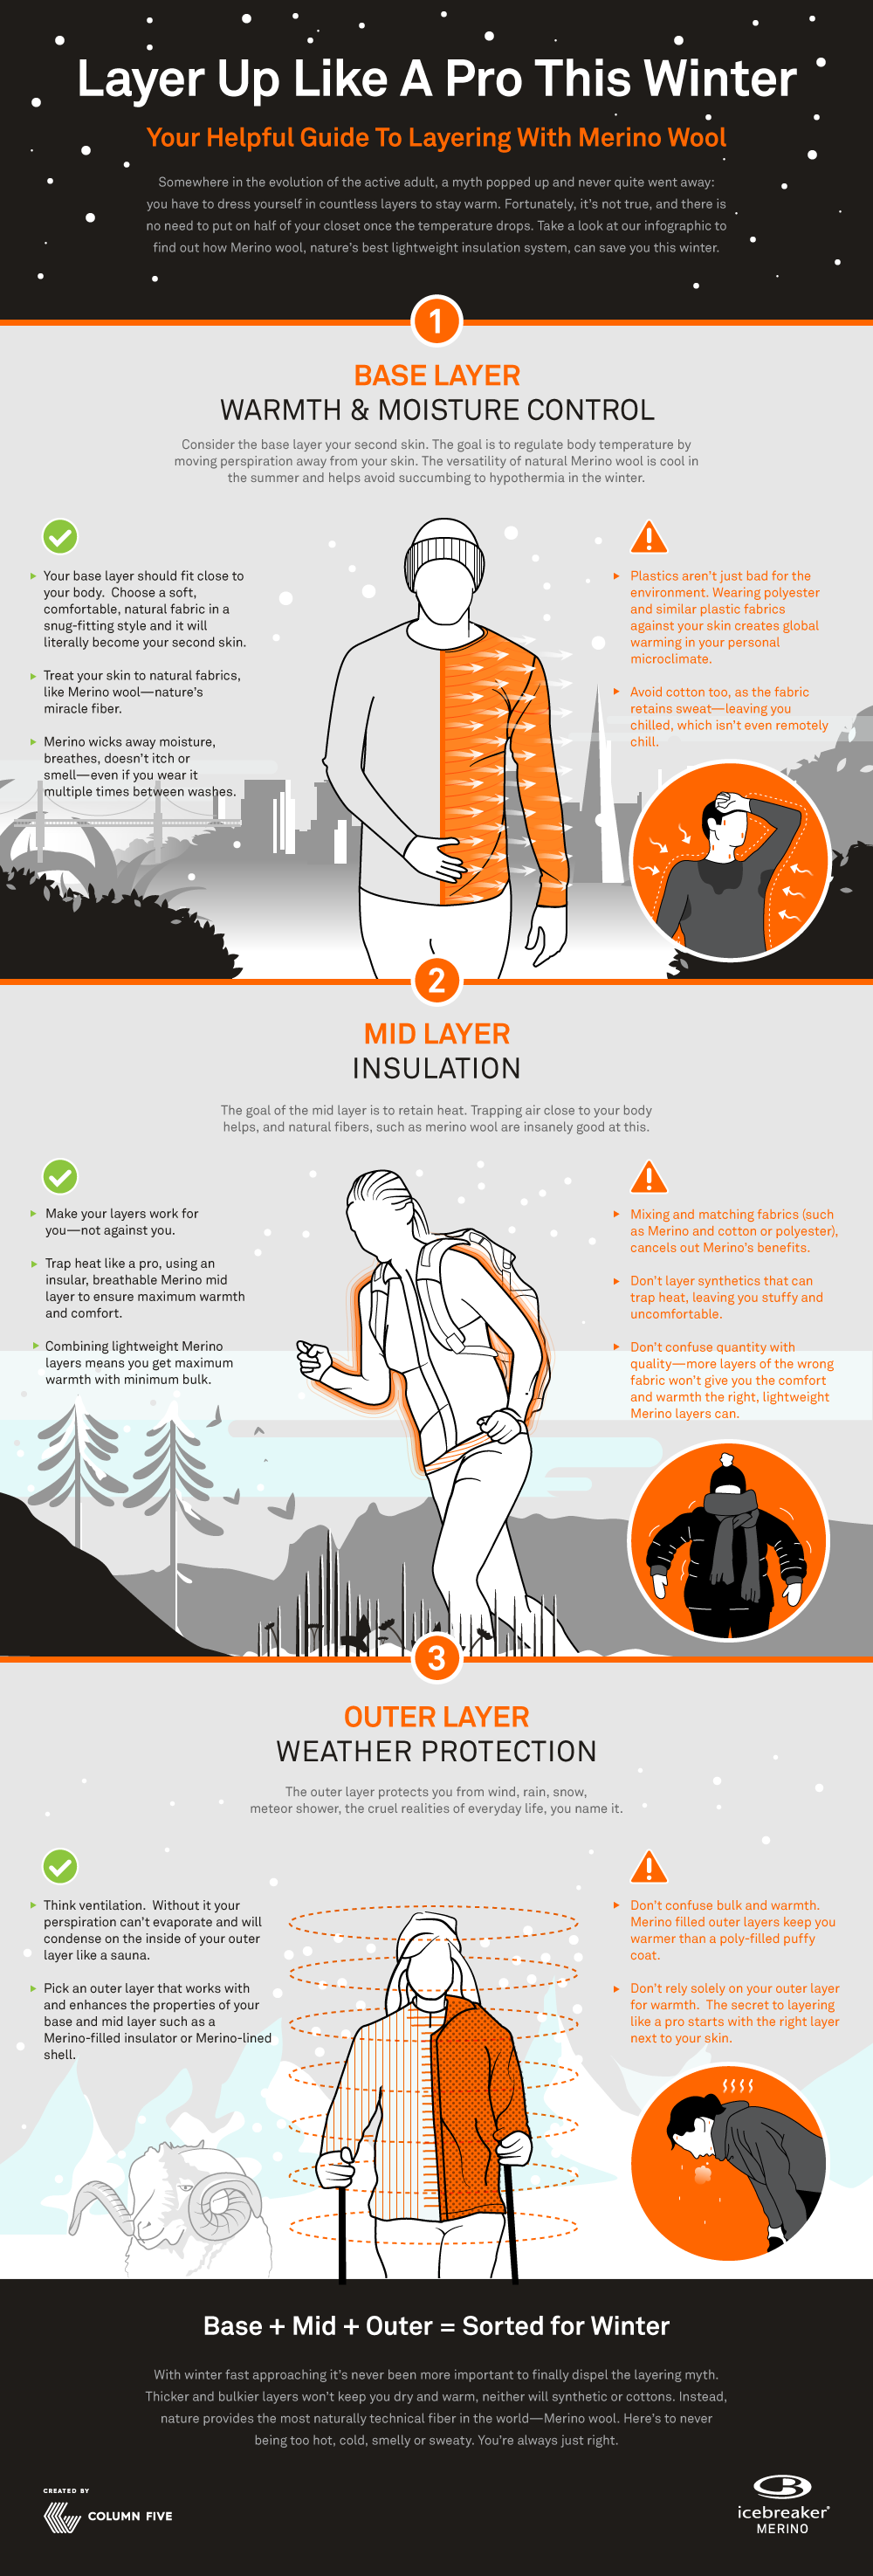 Layer Up Like A Pro This Winter
Your Helpful Guide To Layering With Merino Wool
Somewhere in the evolution of the active adult, a myth popped up and never quite went away:
you have to dress yourself in countless layers to stay warm. Fortunately, it's not true, and there is
no need to put on half of your closet once the temperature drops. Take a look at our infographic to
find out how Merino wool, nature's best lightweight insulation system, can save you this winter.
1
BASE LAYER
WARMTH & MOISTURE CONTROL
Consider the base layer your second skin. The goal is to regulate body temperature by
moving perspiration away from your skin. The versatility of natural Merino wool is cool in
the summer and helps avoid succumbing to hypothermia in the winter.
Your base layer should fit close to
your body. Choose a soft,
comfortable, natural fabric in a
snug-fitting style and it will
literally become your second skin.
Treat your skin to natural fabrics,
like Merino wool—nature's
miracle fiber.
Merino wicks away moisture,
breathes, doesn't itch or
smell—even if you wear it
multiple times between washes.
Plastics aren't just bad for the
environment. Wearing polyester
and similar plastic fabrics
against your skin creates global
warming in your personal
microclimate.
Avoid cotton too, as the fabric
retains sweat—leaving you
chilled, which isn't even remotely
chill.
2
MID LAYER
INSULATION
The goal of the mid layer is to retain heat. Trapping air close to your body
helps, and natural fibers, such as merino wool are insanely good at this.
Make your layers work for
you—not against you.
Trap heat like a pro, using an
insular, breathable Merino mid
layer to ensure maximum warmth
and comfort.
Combining lightweight Merino
layers means you get maximum
warmth with minimum bulk.
Mixing and matching fabrics (such
as Merino and cotton or polyester),
cancels out Merino's benefits.
Don't layer synthetics that can
trap heat, leaving you stuffy and
uncomfortable.
Don't confuse quantity with
quality—more layers of the wrong
fabric won't give you the comfort
and warmth the right, lightweight
Merino layers can.
3
OUTER LAYER
WEATHER PROTECTION
The outer layer protects you from wind, rain, snow,
meteor shower, the cruel realities of everyday life, you name it.
Think ventilation. Without it your
perspiration can't evaporate and will
condense on the inside of your outer
layer like a sauna.
Pick an outer layer that works with
and enhances the properties of your
base and mid layer such as a
Merino-filled insulator or Merino-lined
shell.
Don't confuse bulk and warmth.
Merino filled outer layers keep you
warmer than a poly-filled puffy
coat.
Don't rely solely on your outer layer
for warmth. The secret to layering
like a pro starts with the right layer
next to your skin.
Base + Mid + Outer = Sorted for Winter
With winter fast approaching it's never been more important to finally dispel the layering myth.
Thicker and bulkier layers won't keep you dry and warm, neither will synthetic or cottons. Instead,
nature provides the most naturally technical fiber in the world—Merino wool. Here's to never
being too hot, cold, smelly or sweaty. You're always just right.
CREATED BY
COLUMN FIVE
icebreaker®
MERINO